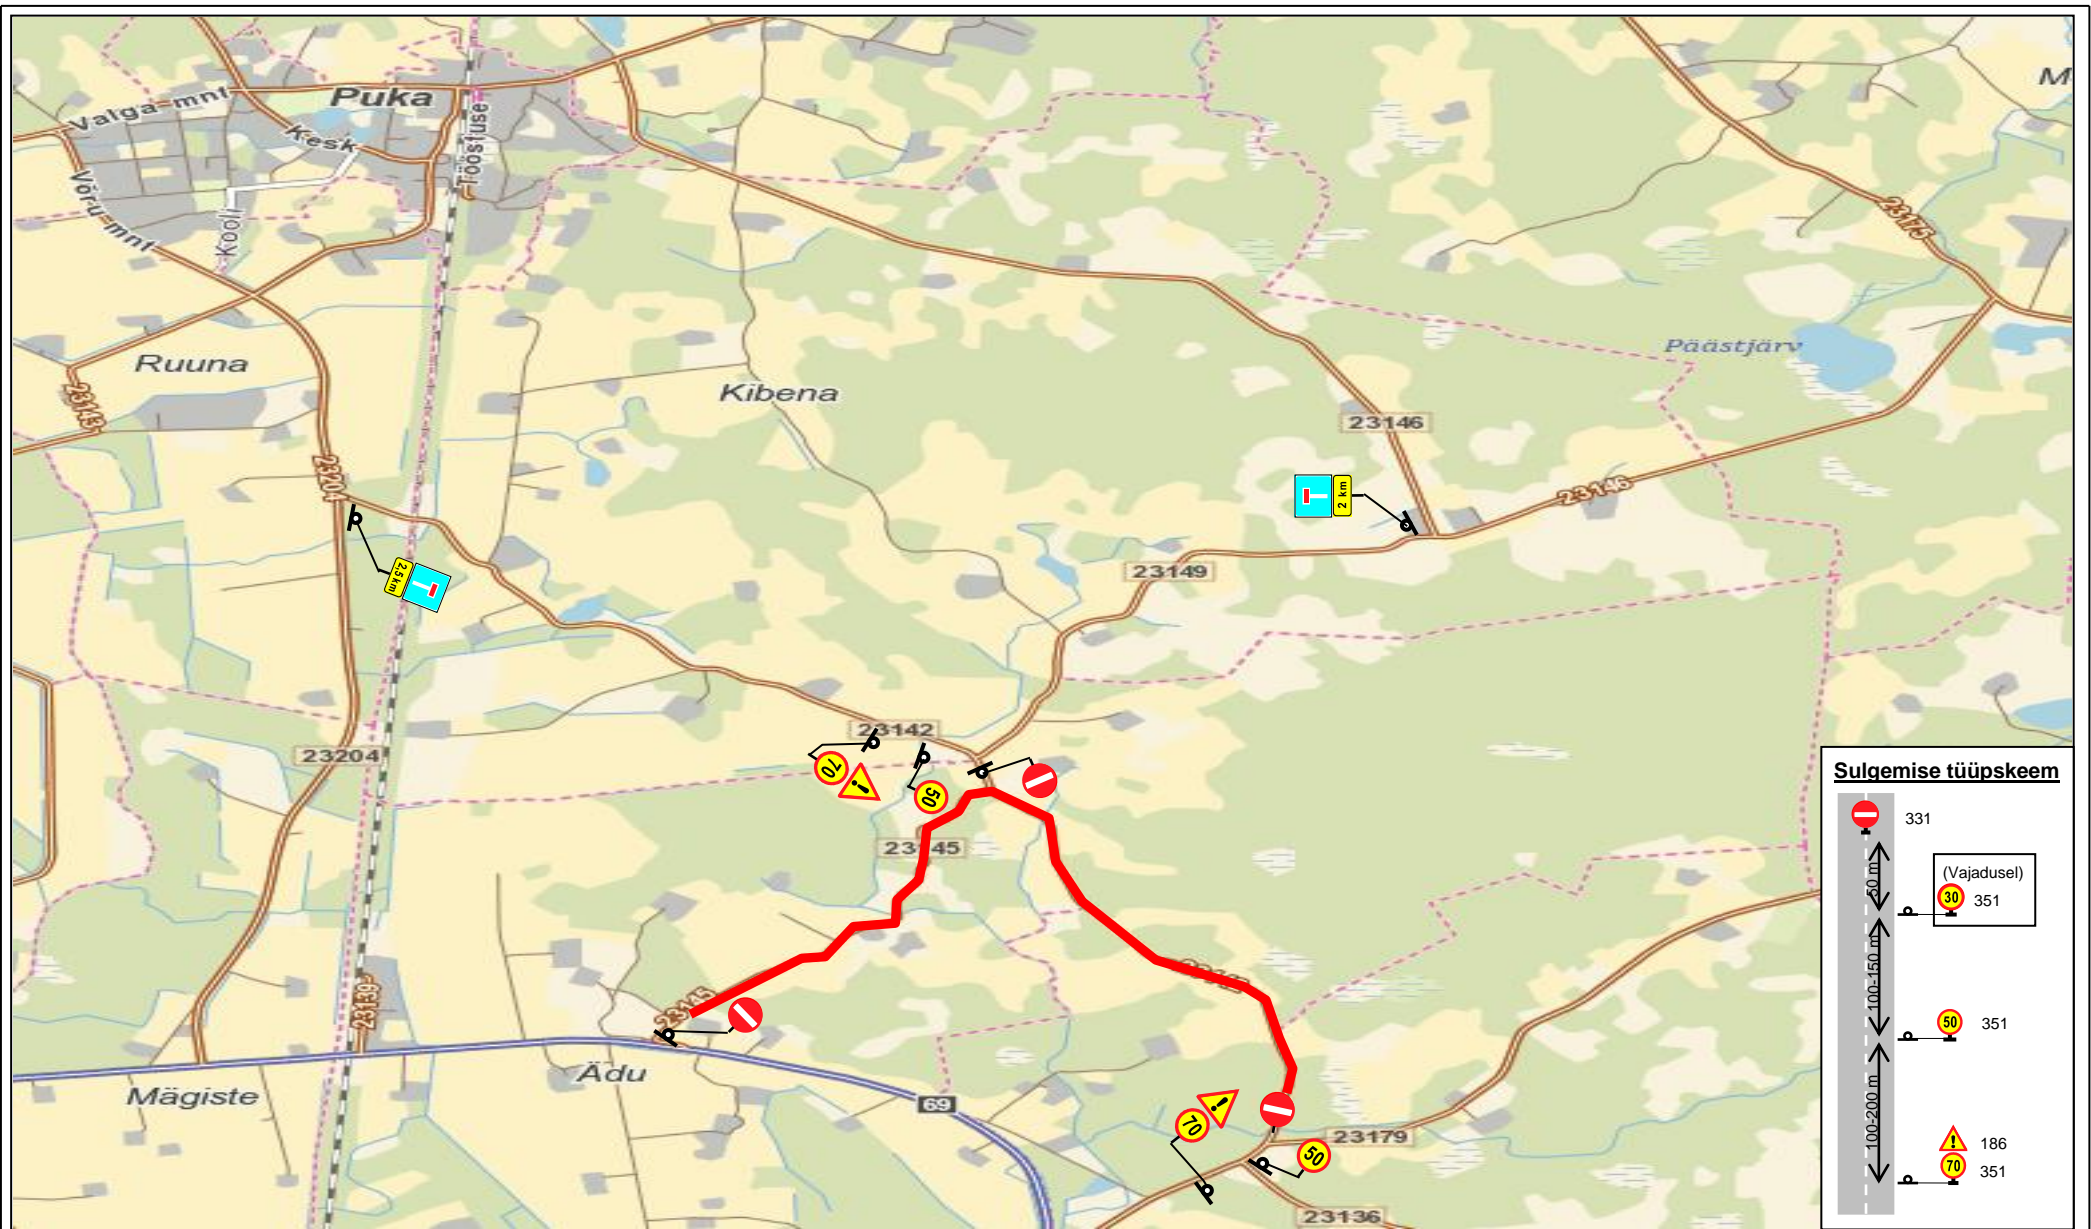 Puka
Valga mnt
Kesk
Tööstuse
Võru mnt
Kooli
M
23175
Ruuna
Kibena
Päästjärv
23143
23146
23204
23146
2 km
2,5 km
23149
23142
23204
70
!
50
Sulgemise tüüpskeem
331
50 m
(Vajadusel)
30
351
23145
100-150 m
50
351
23139
23145
Ädu
Mägiste
69
!
70
23179
50
100-200 m
!
186
70
351
23136